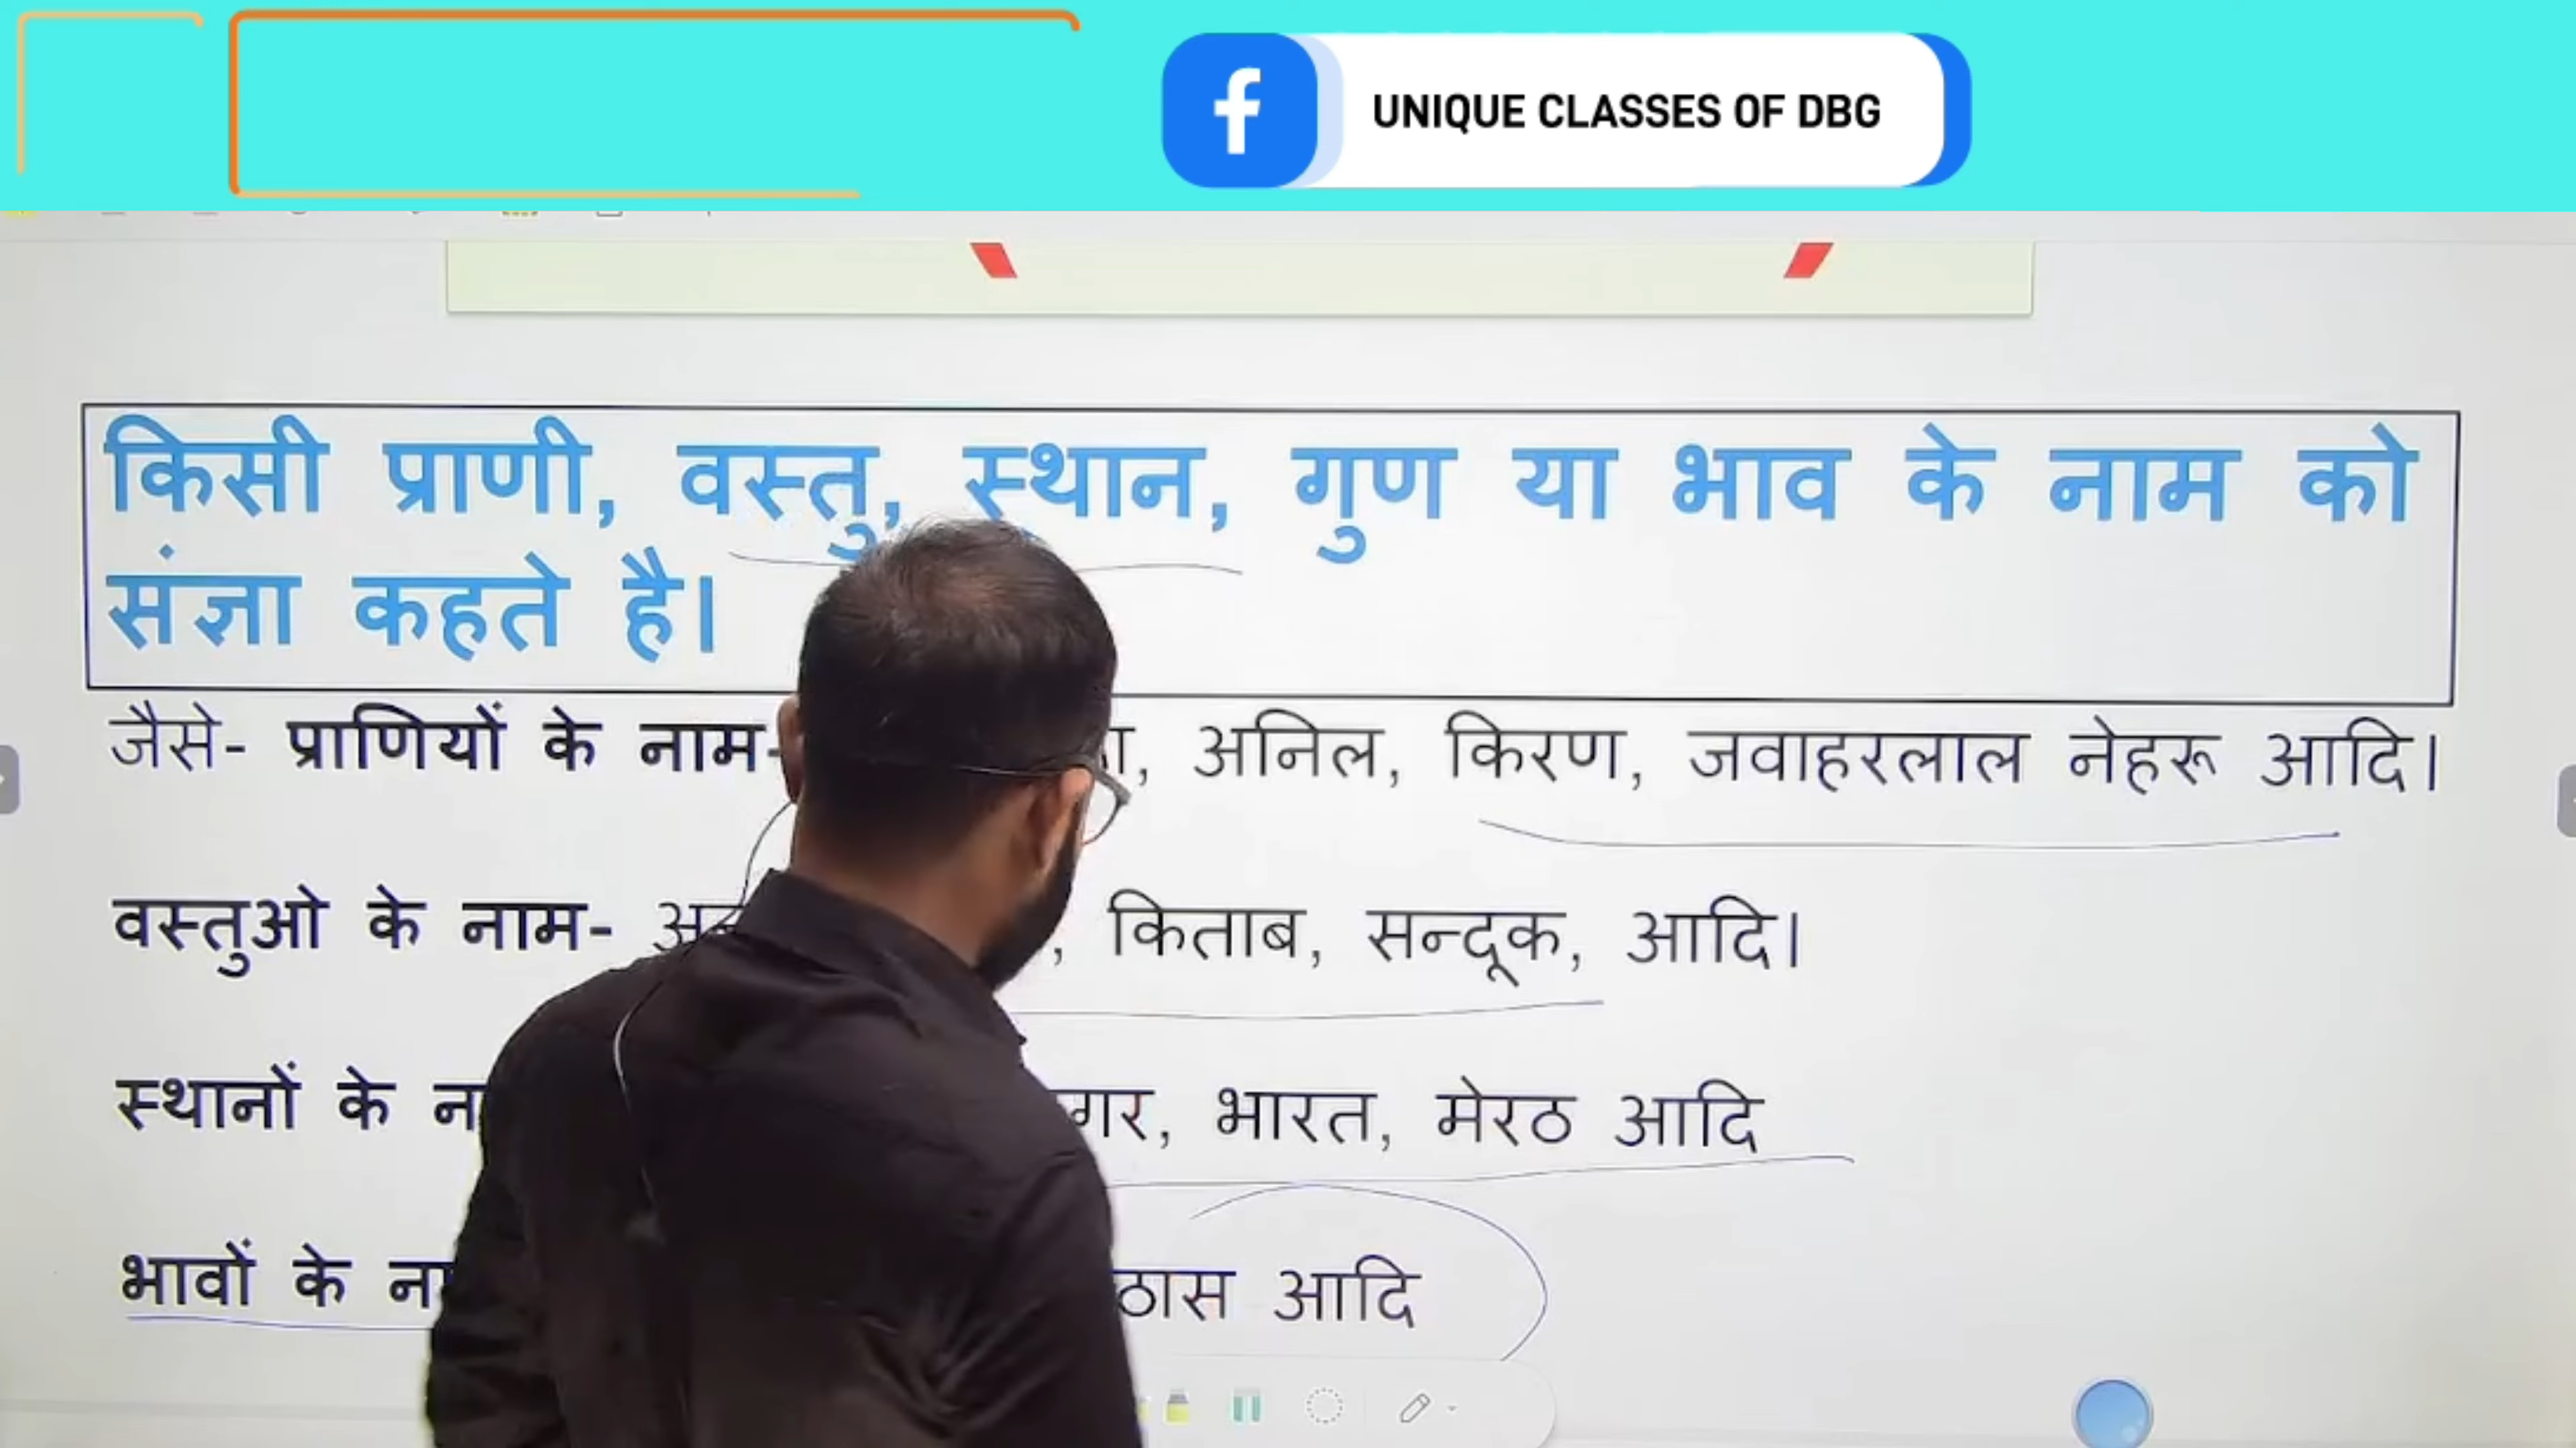 UNIQUE CLASSES OF DBG
किसी प्राणी, वस्तु, स्थान, गुण या भाव के नाम को
संज्ञा कहते है।
जैसे- प्राणियों के नाम- अनिल, किरण, जवाहरलाल नेहरू आदि।
वस्तुओ के नाम- किताब, सन्दूक, आदि।
स्थानों के भारत, मेरठ आदि
भावों के आदि